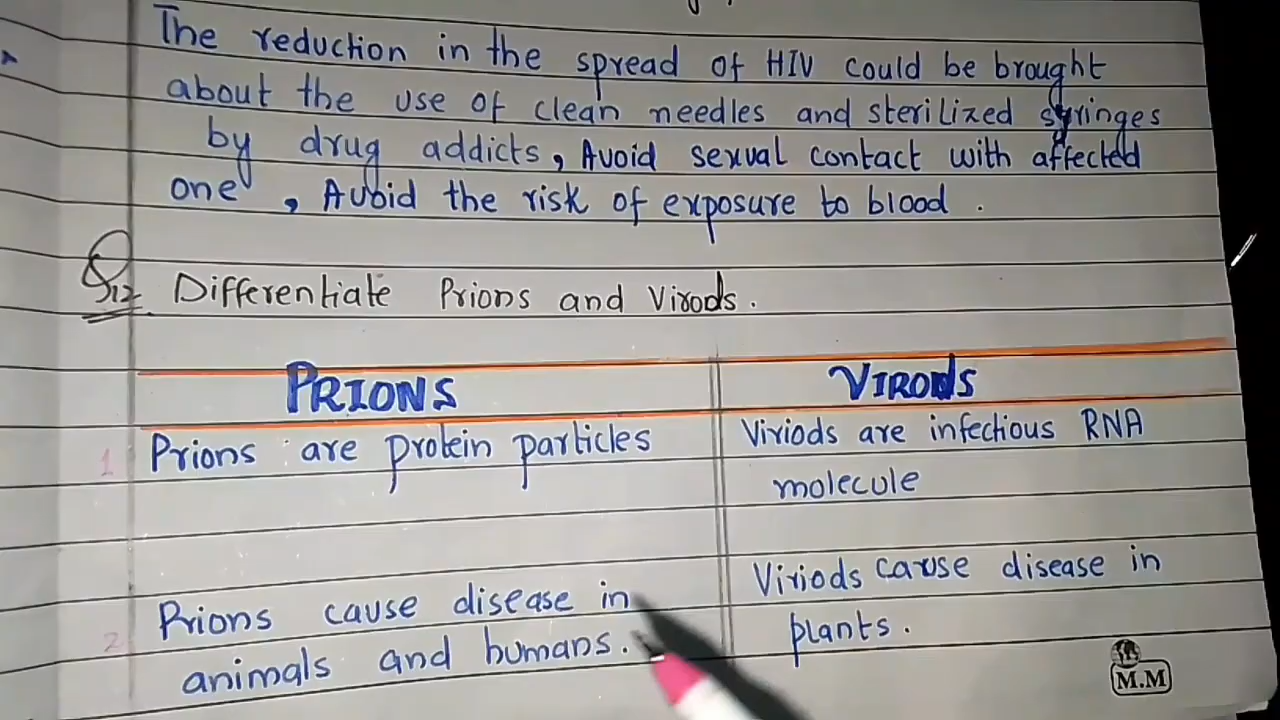 The reduction in the spread of HIV could be brought
about the use of clean needles and sterilized syringes
by drug addicts, Avoid sexual contact with affected
one, Avoid the risk of exposure to blood.
Q12. Differentiate Prions and Virods.
PRIONS VIRODS
1 Prions are protein particles
Viriods are infectious RNA
molecule
2 Prions cause disease in
animals and humans.
Viriods cause disease in
plants.
M.M